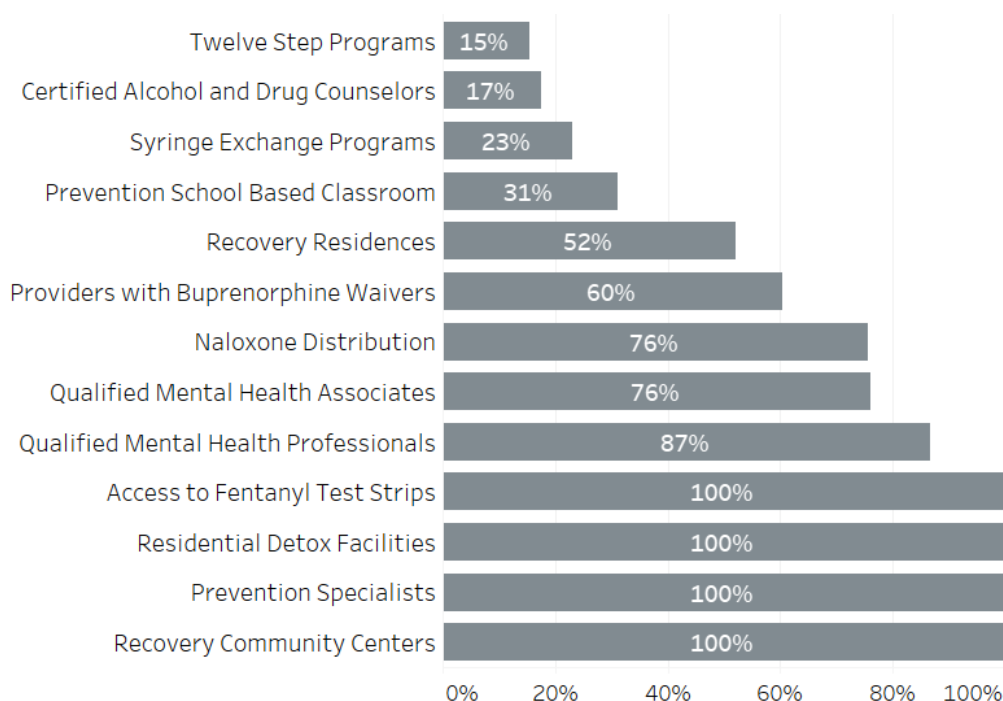 Twelve Step Programs 15%
Certified Alcohol and Drug Counselors 17%
Syringe Exchange Programs 23%
Prevention School Based Classroom 31%
Recovery Residences 52%
Providers with Buprenorphine Waivers 60%
Naloxone Distribution 76%
Qualified Mental Health Associates 76%
Qualified Mental Health Professionals 87%
Access to Fentanyl Test Strips 100%
Residential Detox Facilities 100%
Prevention Specialists 100%
Recovery Community Centers 100%
0% 20% 40% 60% 80% 100%